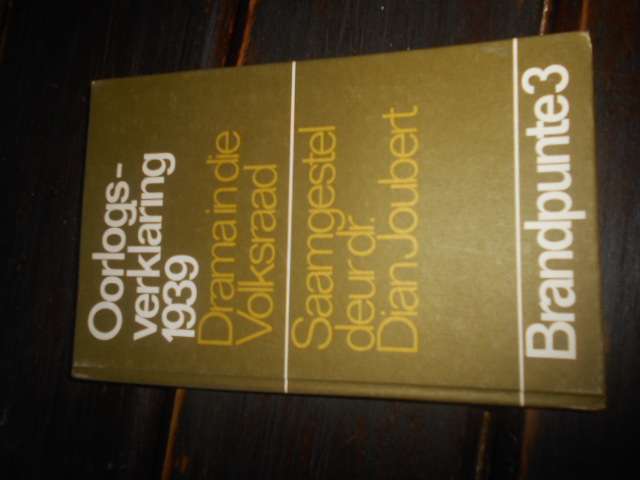 Oorlogs-
verklaring
1939
Drama in die
Volksraad
Saamgestel
deur dr.
Dian Joubert
Brandpunte 3